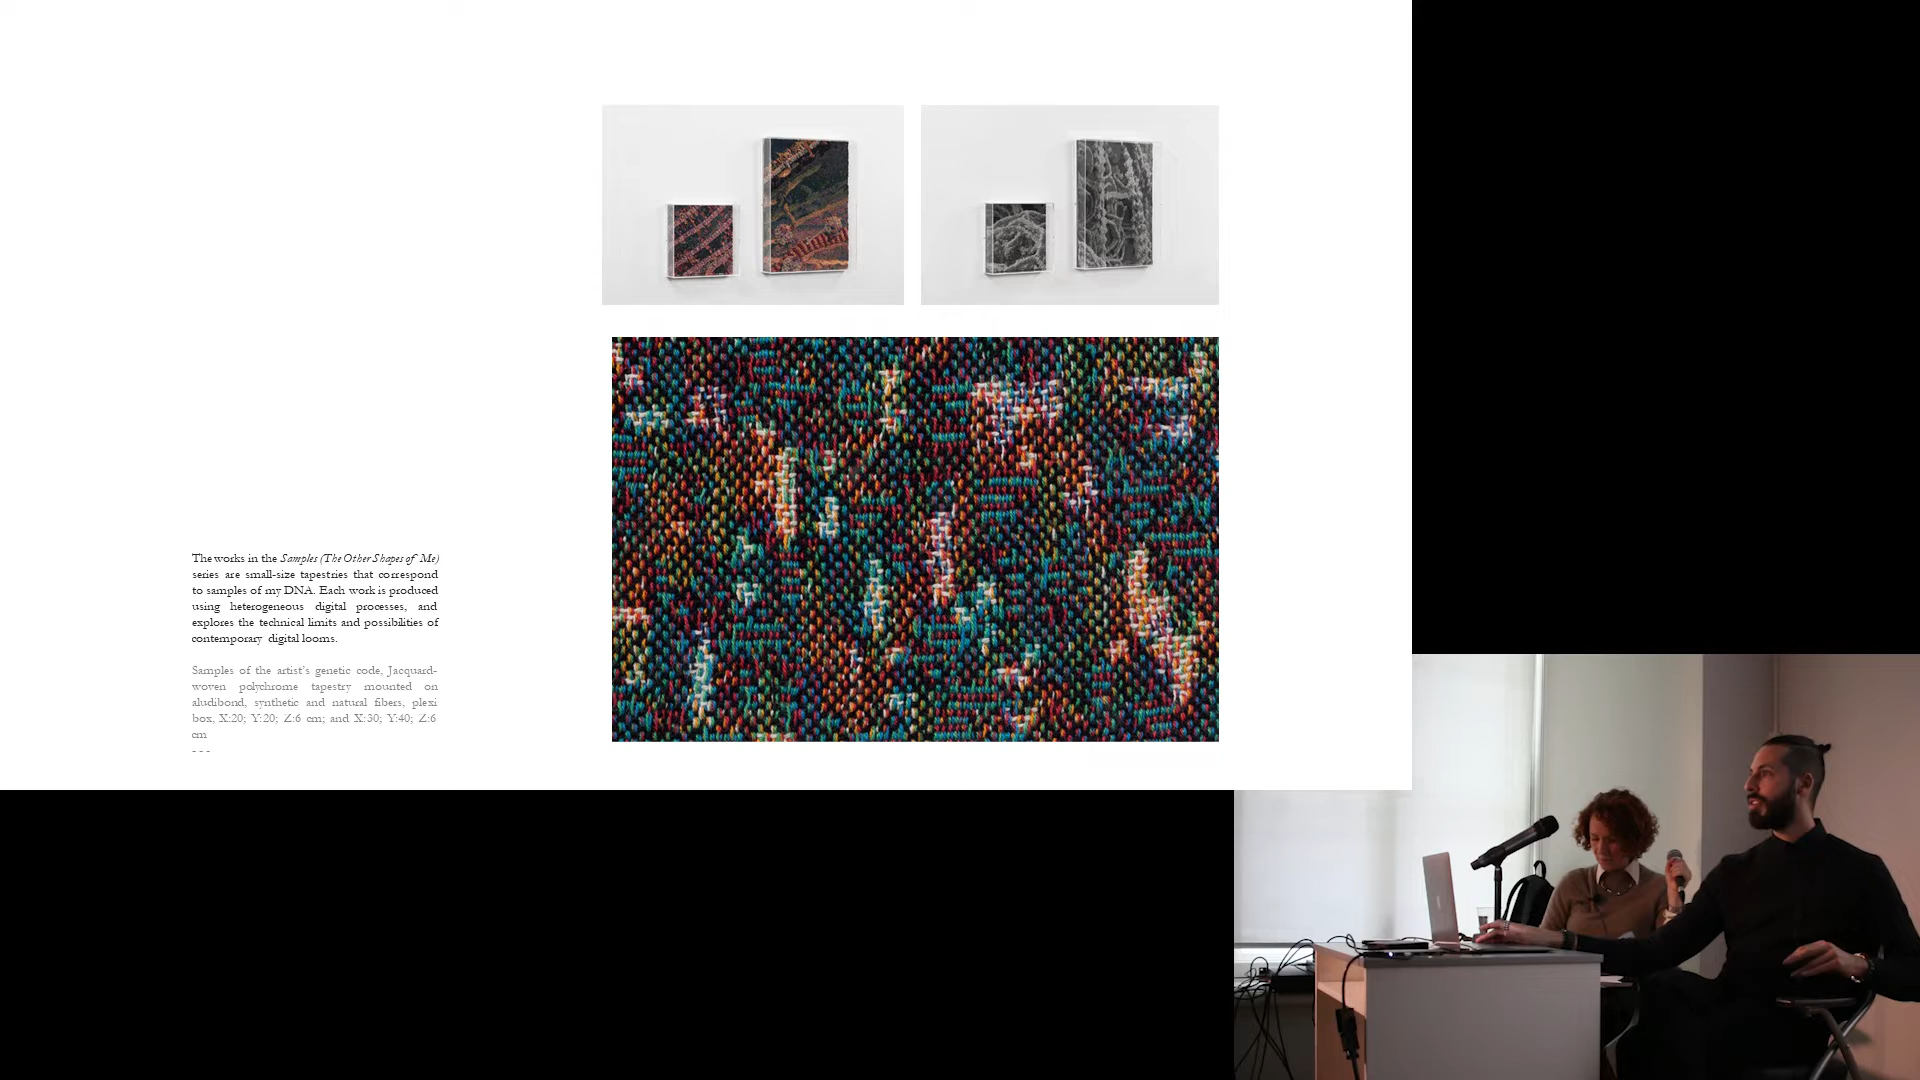 The works in the Samples (The Other Shapes of Me)
series are small-size tapestries that correspond
to samples of my DNA. Each work is produced
using heterogeneous digital processes, and
explores the technical limits and possibilities of
contemporary digital looms.
Samples of the artist's genetic code, Jacquard-
woven polychrome tapestry mounted on
aludibond, synthetic and natural fibers, plexi
box, X:20; Y:20; Z:6 cm; and X:30; Y:40; Z:6
cm
---